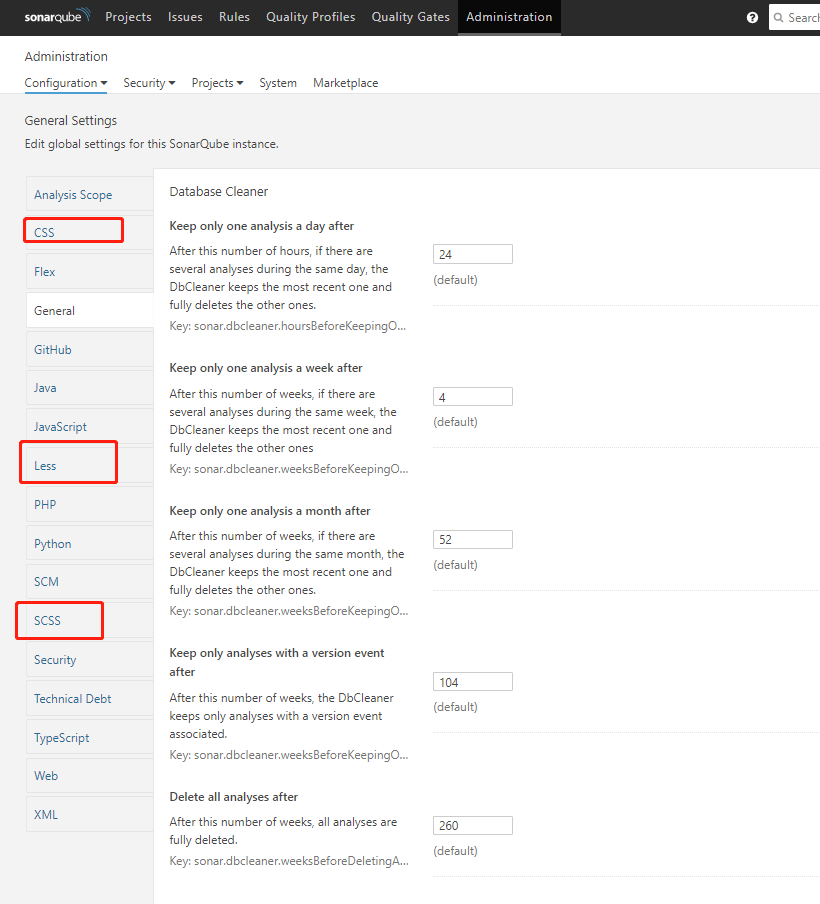 sonarqube Projects Issues Rules Quality Profiles Quality Gates Administration ? Search
Administration
Configuration Security Projects System Marketplace
General Settings
Edit global settings for this SonarQube instance.
Analysis Scope
CSS
Flex
General
GitHub
Java
JavaScript
Less
PHP
Python
SCM
SCSS
Security
Technical Debt
TypeScript
Web
XML
Database Cleaner
Keep only one analysis a day after
After this number of hours, if there are
several analyses during the same day, the
DbCleaner keeps the most recent one and
fully deletes the other ones.
Key: sonar.dbcleaner.hoursBeforeKeepingO...
24
(default)
Keep only one analysis a week after
After this number of weeks, if there are
several analyses during the same week, the
DbCleaner keeps the most recent one and
fully deletes the other ones
Key: sonar.dbcleaner.weeksBeforeKeepingO...
4
(default)
Keep only one analysis a month after
After this number of weeks, if there are
several analyses during the same month, the
DbCleaner keeps the most recent one and
fully deletes the other ones.
Key: sonar.dbcleaner.weeksBeforeKeepingO...
52
(default)
Keep only analyses with a version event
after
After this number of weeks, the DbCleaner
keeps only analyses with a version event
associated.
Key: sonar.dbcleaner.weeksBeforeKeepingO...
104
(default)
Delete all analyses after
After this number of weeks, all analyses are
fully deleted.
Key: sonar.dbcleaner.weeksBeforeDeletingA...
260
(default)